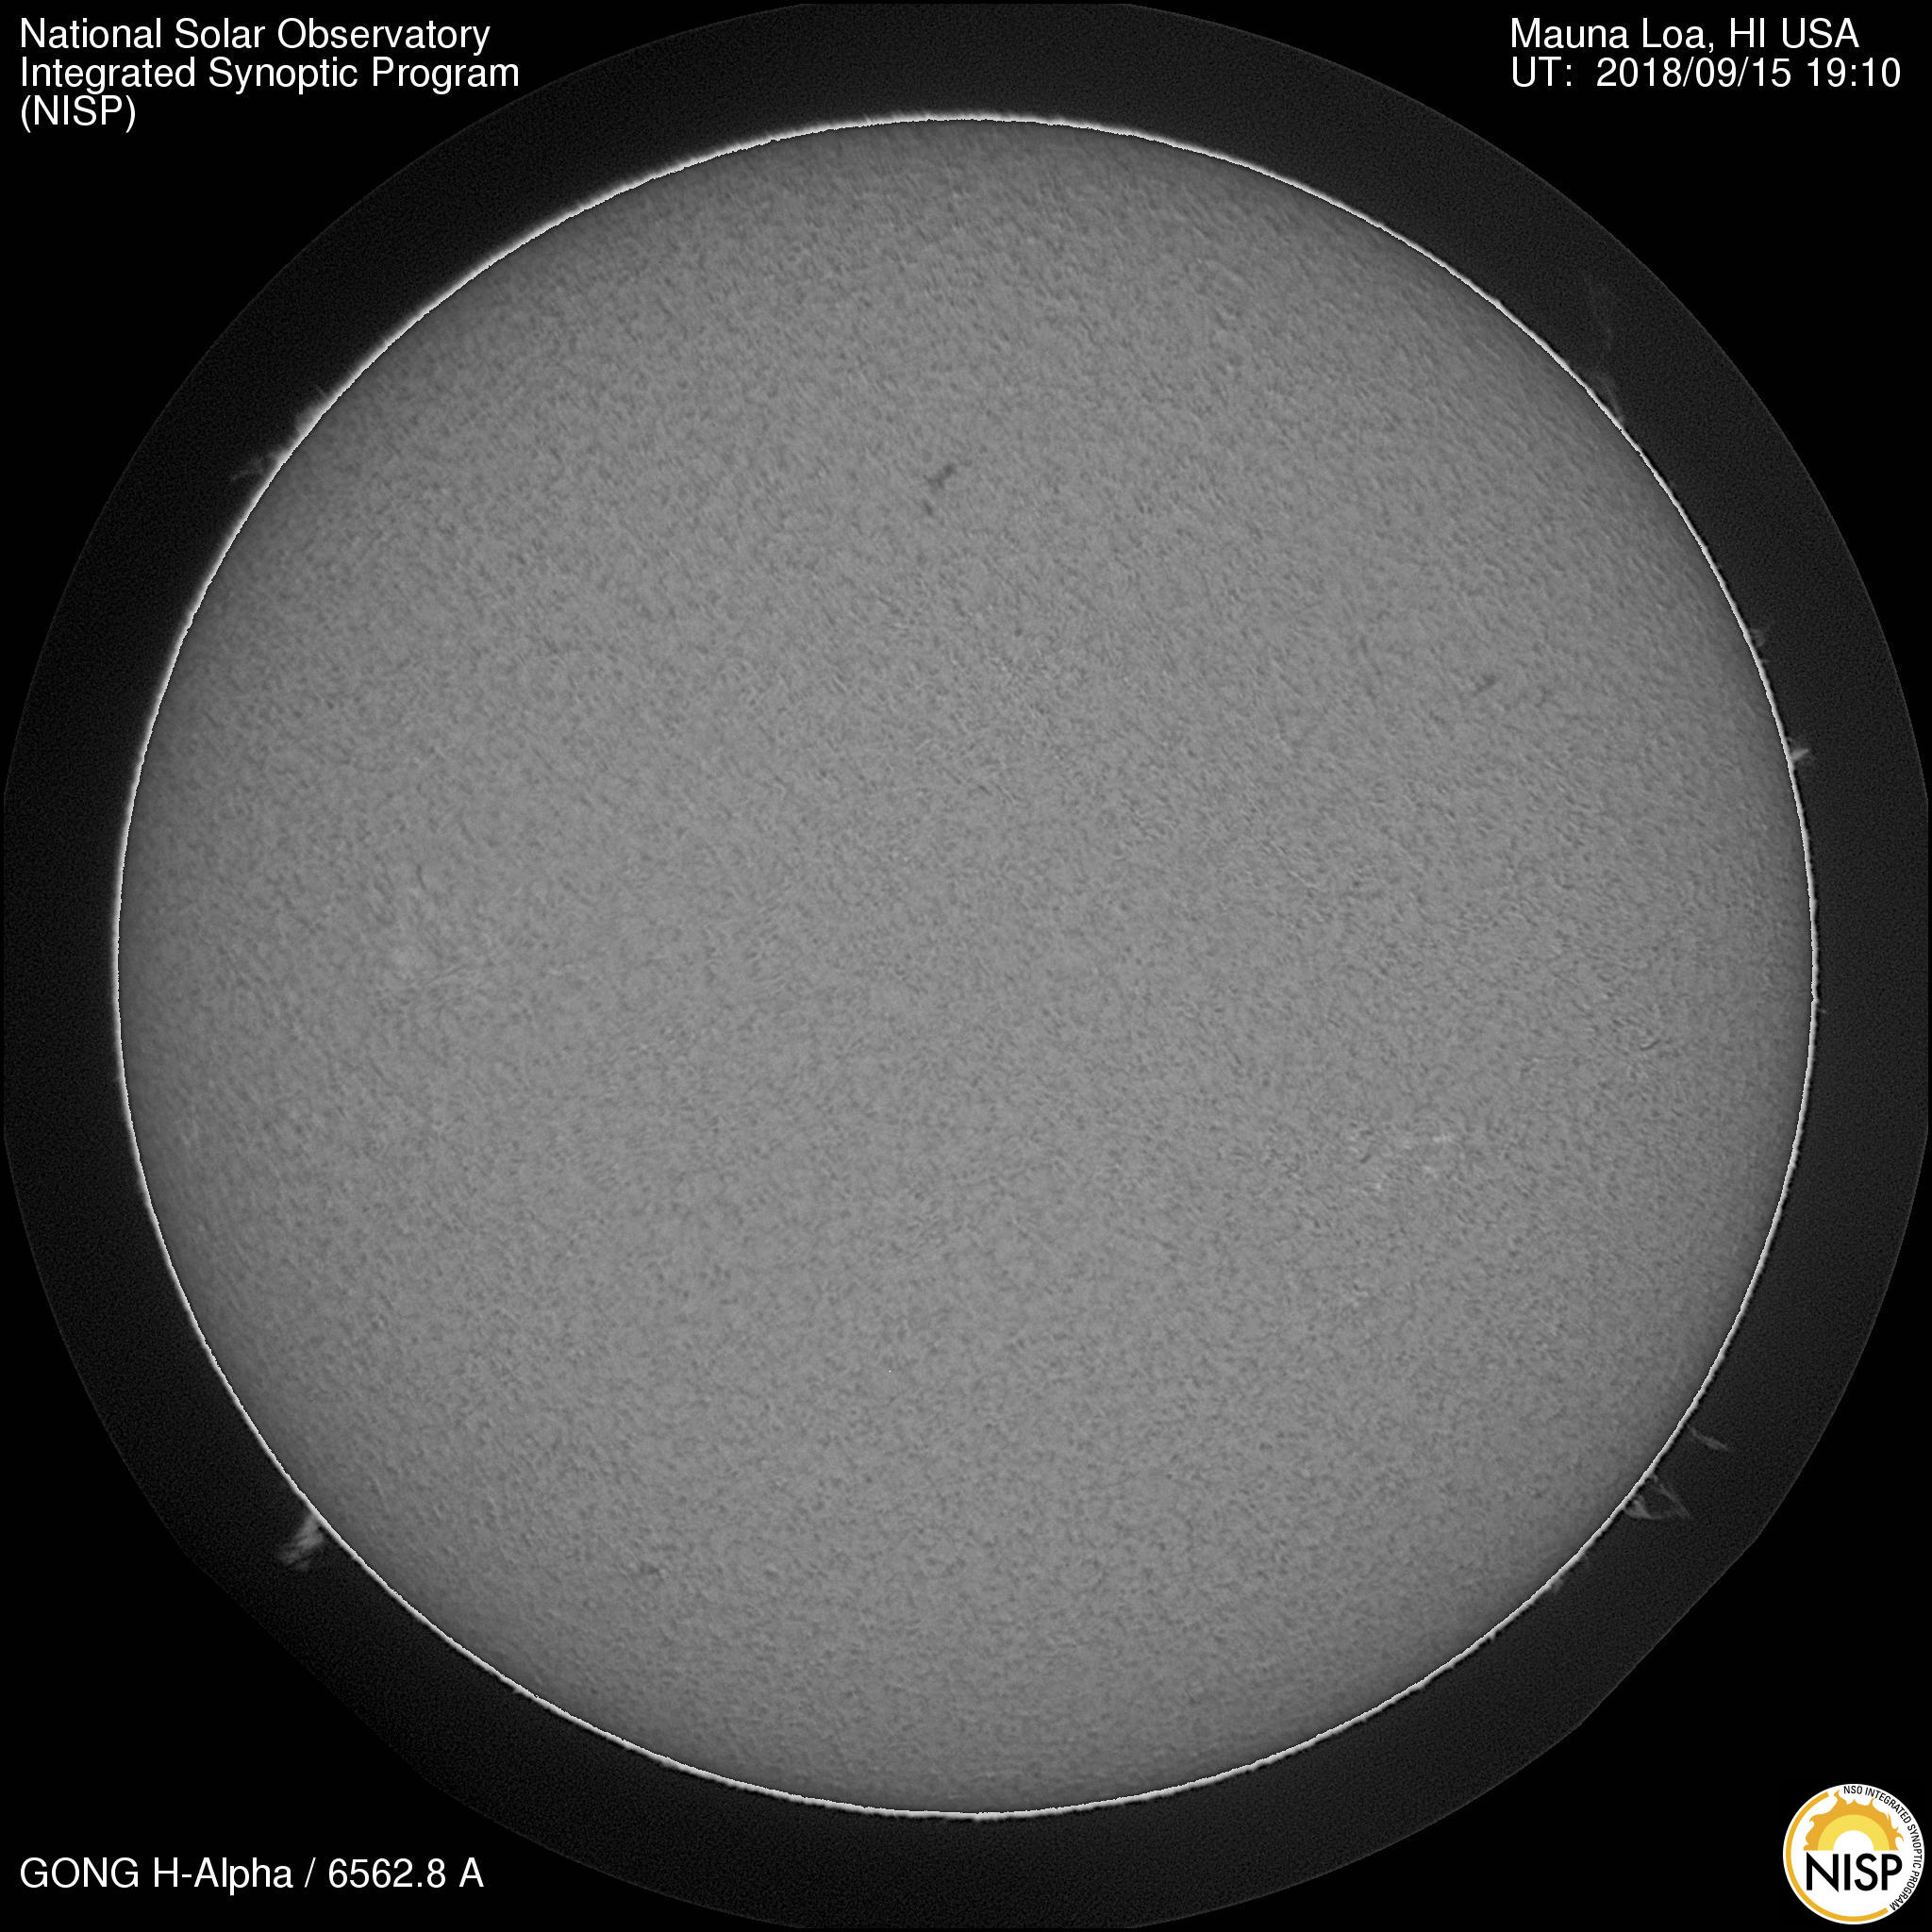 National Solar Observatory
Integrated Synoptic Program
(NISP)
Mauna Loa, HI USA
UT: 2018/09/15 19:10
GONG H-Alpha / 6562.8 A
NSO INTEGRATED SYNOPTIC PROGRAM
NISP